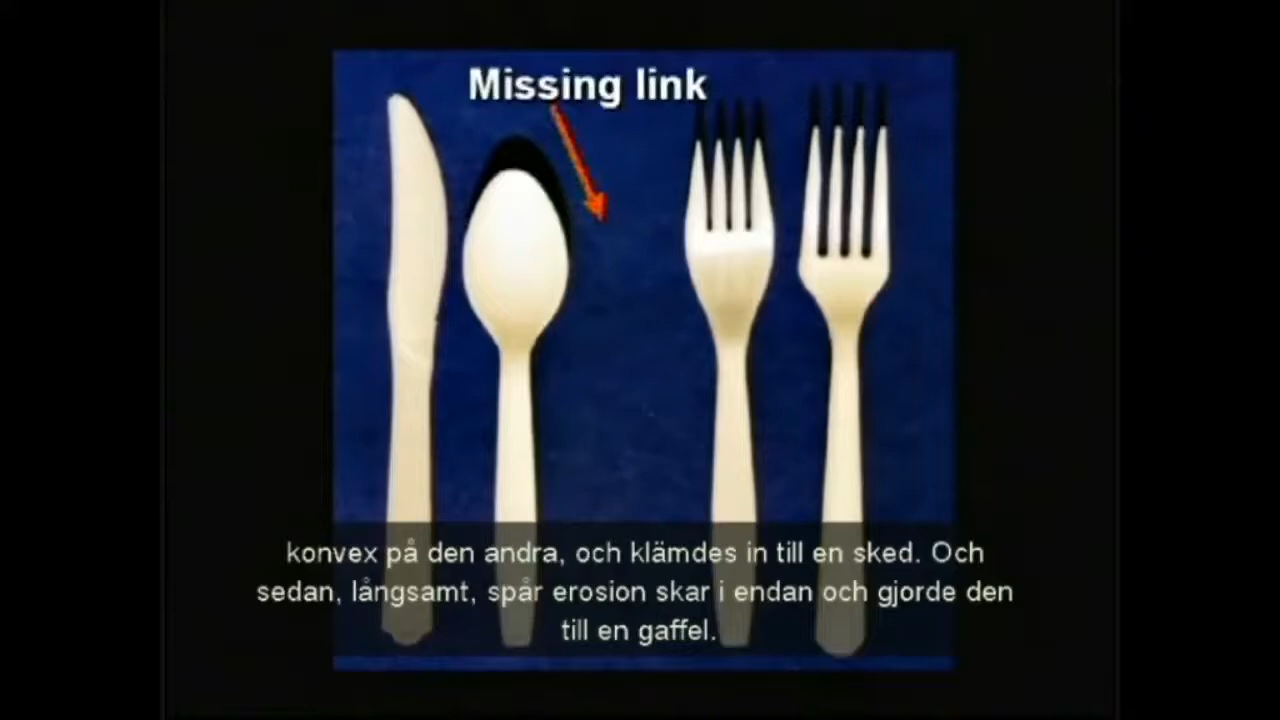 Missing link
konvex på den andra, och klämdes in till en sked. Och
sedan, långsamt, spår erosion skar i endan och gjorde den
till en gaffel.